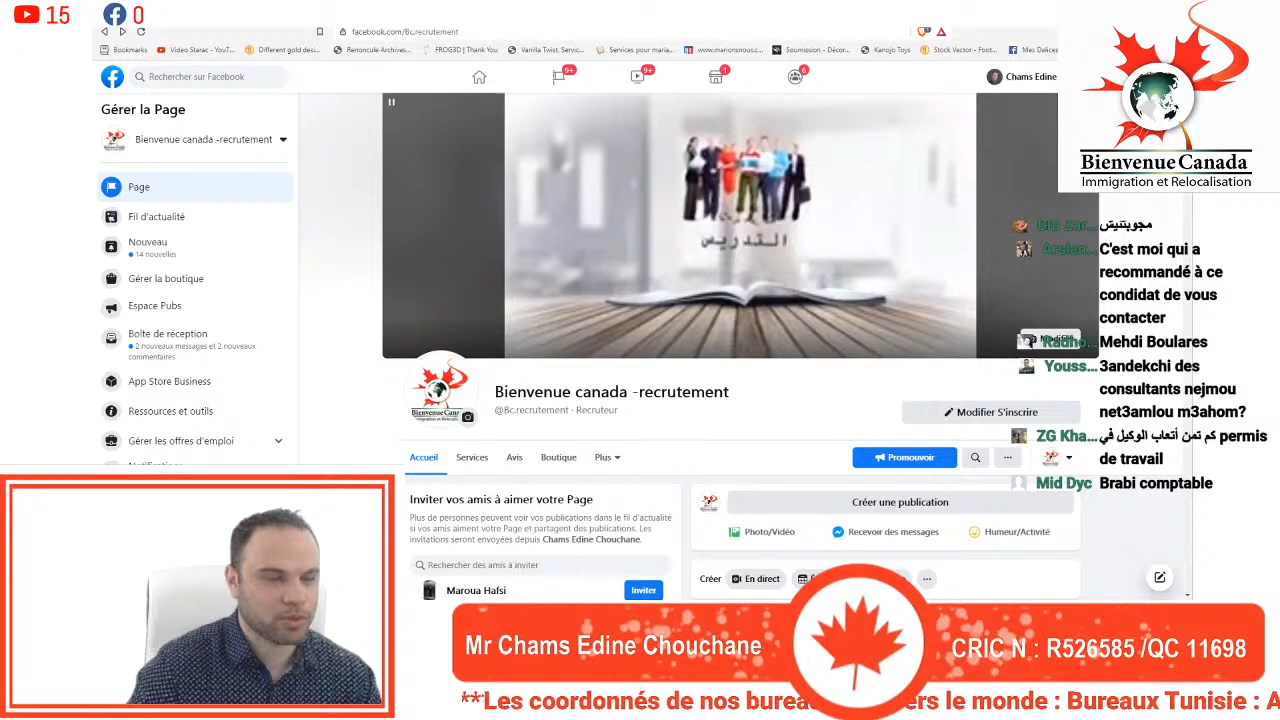 15
0
facebook.com/Bc.recrutement
Bookmarks
Video Starac - YouT...
Different gold desi...
Renoncule Archives...
FROG3D | Thank You
Vanilla Twist, Servic...
Services pour maria...
www.marionsnous.c...
Soumission - Décora...
Kanojo Toys
Stock Vector - Foot...
Mes Delices
Rechercher sur Facebook
9+
9+
1
6
Chams Edine
Bienvenue Canada
Immigration et Relocalisation
Gérer la Page
Bienvenue canada -recrutement
Page
Fil d'actualité
Nouveau
14 nouvelles
Gérer la boutique
Espace Pubs
Boîte de réception
2 nouveaux messages et 2 nouveaux
commentaires
App Store Business
Ressources et outils
Gérer les offres d'emploi
التدريس
Bienvenue canada -recrutement
@Bc.recrutement · Recruteur
Modifier S'inscrire
Accueil
Services
Avis
Boutique
Plus
Promouvoir
Inviter vos amis à aimer votre Page
Plus de personnes peuvent voir vos publications dans le fil d'actualité
si vos amis aiment votre Page et partagent des publications. Les
invitations seront envoyées depuis Chams Edine Chouchane.
Rechercher des amis à inviter
Maroua Hafsi
Inviter
Créer une publication
Photo/Vidéo
Recevoir des messages
Humeur/Activité
Créer
En direct
مجوبتنيش
Arslan... C'est moi qui a
recommandé à ce
condidat de vous
contacter
Radho... Mehdi Boulares
Youss... 3andekchi des
consultants nejmou
net3amlou m3ahom?
ZG Kha... كم تمن أتعاب الوكيل في permis
de travail
Mid Dyc Brabi comptable
Mr Chams Edine Chouchane
CRIC N : R526585 /QC 11698
**Les coordonnés de nos burea
ers le monde : Bureaux Tunisie : A